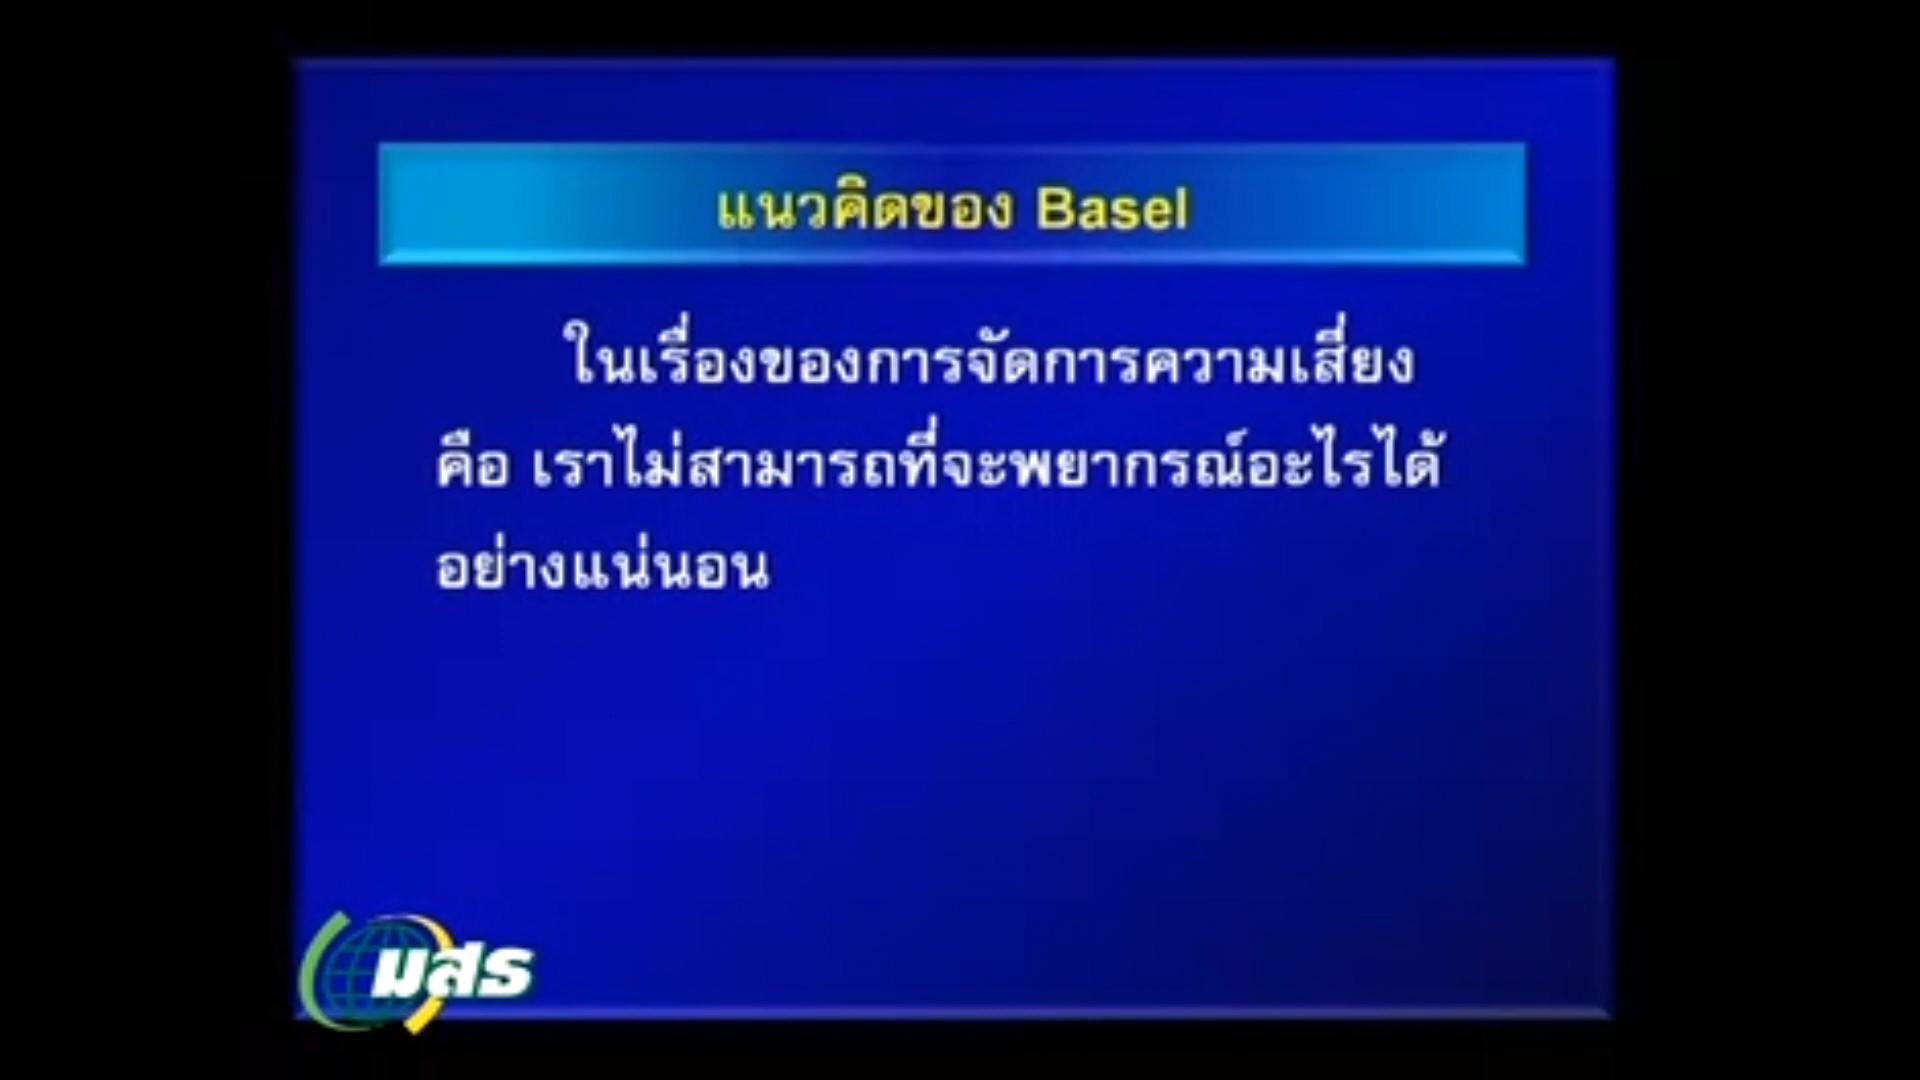 แนวคิดของ Basel
ในเรื่องของการจัดการความเสี่ยง
คือ เราไม่สามารถที่จะพยากรณ์อะไรได้
อย่างแน่นอน
มสธ